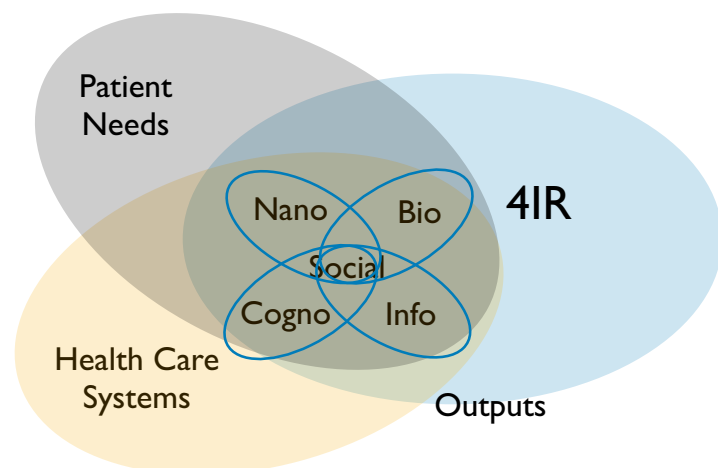 Patient
Needs
4IR
Nano
Bio
Social
Cogno
Info
Health Care
Systems
Outputs